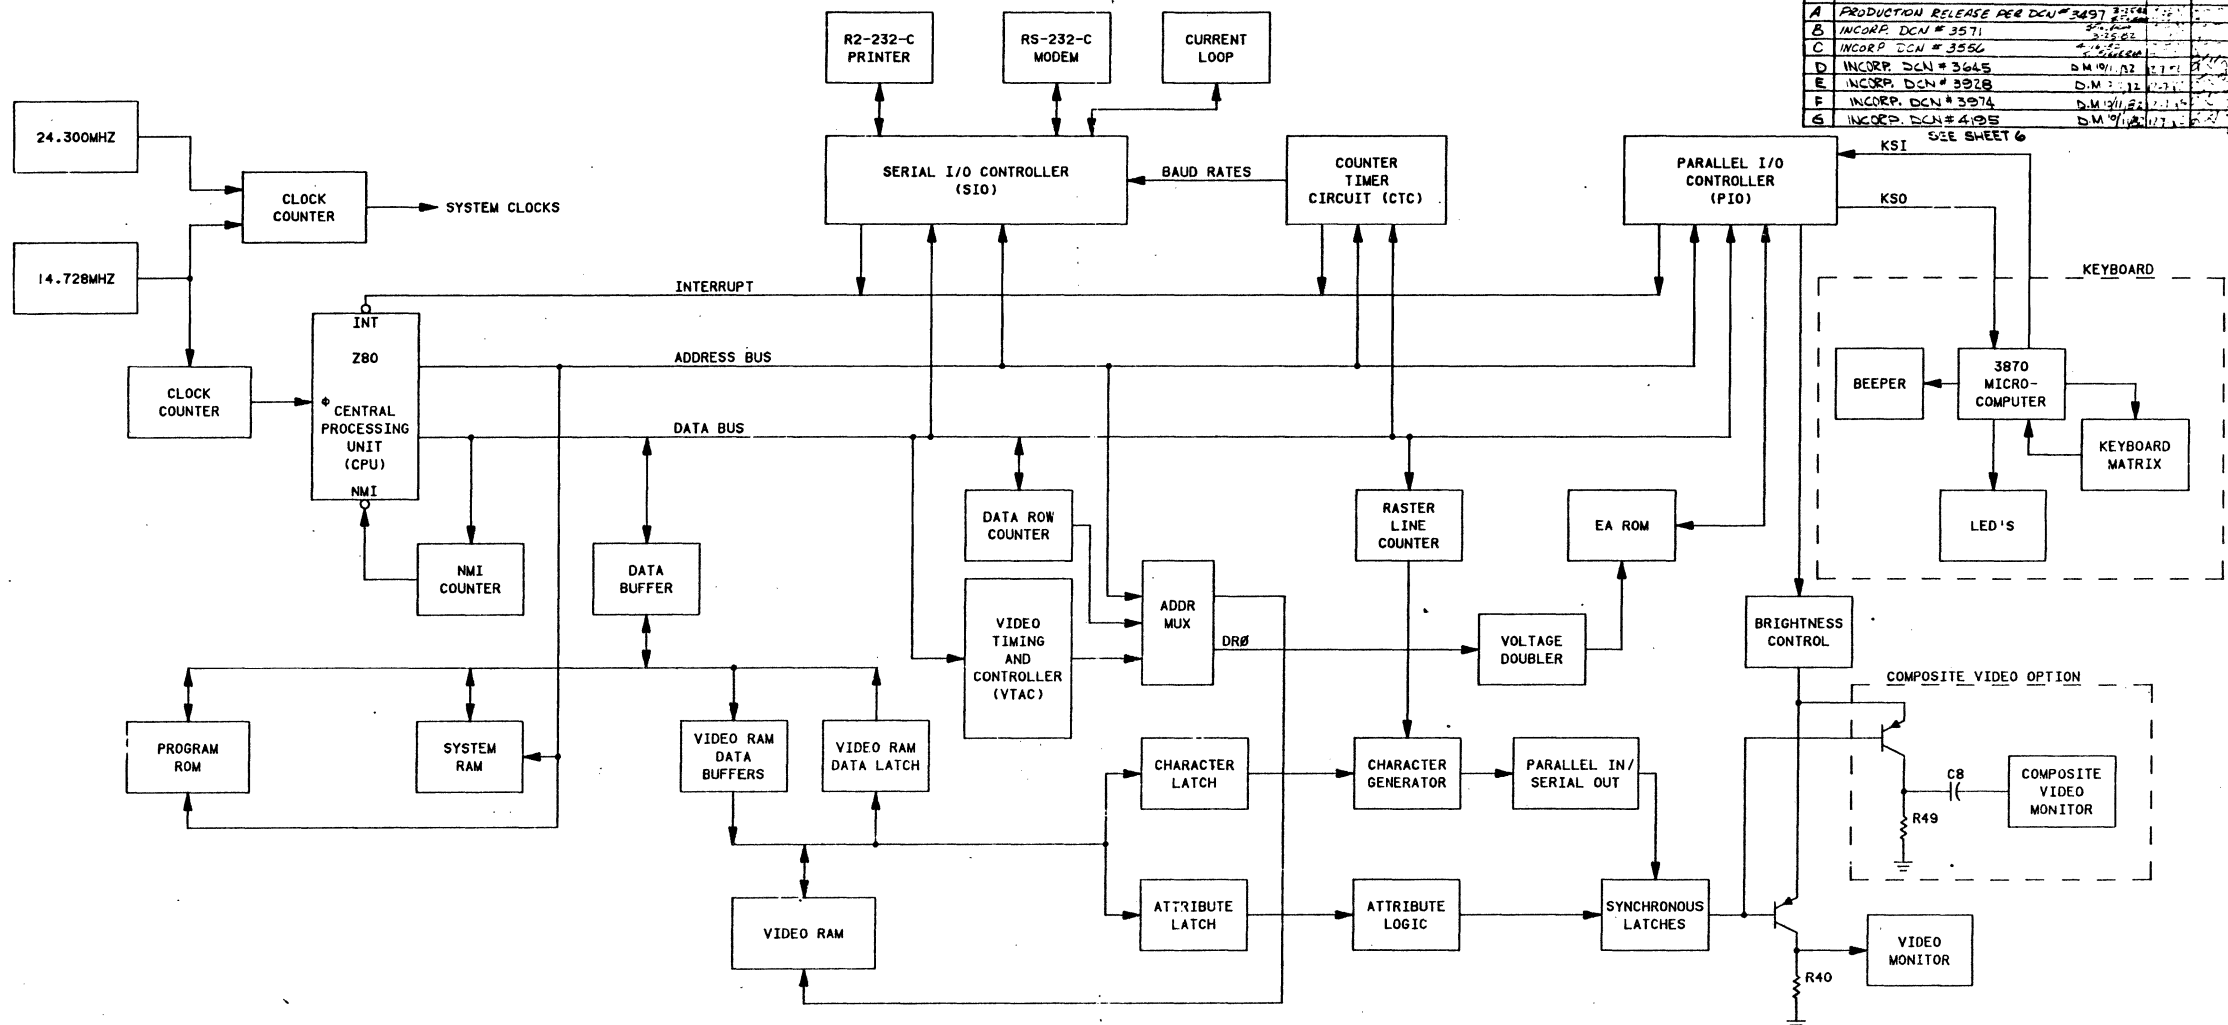 A PRODUCTION RELEASE PER DCN # 3497
B INCORP. DCN # 3571 3-25-82
C INCORP DCN # 3556
D INCORP. DCN # 3645 D.M
E INCORP. DCN # 3928 D.M
F INCORP. DCN # 3974 D.M
G INCORP. DCN # 4195 D.M
SEE SHEET 6
R2-232-C
PRINTER
RS-232-C
MODEM
CURRENT
LOOP
24.300MHZ
CLOCK
COUNTER
SYSTEM CLOCKS
14.728MHZ
CLOCK
COUNTER
SERIAL I/O CONTROLLER
(SIO)
BAUD RATES
COUNTER
TIMER
CIRCUIT (CTC)
PARALLEL I/O
CONTROLLER
(PIO)
KSI
KSO
INTERRUPT
INT
Z80
ϕ
CENTRAL
PROCESSING
UNIT
(CPU)
NMI
ADDRESS BUS
DATA BUS
KEYBOARD
BEEPER
3870
MICRO-
COMPUTER
KEYBOARD
MATRIX
LED'S
NMI
COUNTER
DATA
BUFFER
DATA ROW
COUNTER
VIDEO
TIMING
AND
CONTROLLER
(VTAC)
ADDR
MUX
DRØ
RASTER
LINE
COUNTER
EA ROM
VOLTAGE
DOUBLER
BRIGHTNESS
CONTROL
COMPOSITE VIDEO OPTION
C8
R49
COMPOSITE
VIDEO
MONITOR
PROGRAM
ROM
SYSTEM
RAM
VIDEO RAM
DATA
BUFFERS
VIDEO RAM
DATA LATCH
CHARACTER
LATCH
CHARACTER
GENERATOR
PARALLEL IN/
SERIAL OUT
VIDEO RAM
ATTRIBUTE
LATCH
ATTRIBUTE
LOGIC
SYNCHRONOUS
LATCHES
VIDEO
MONITOR
R40